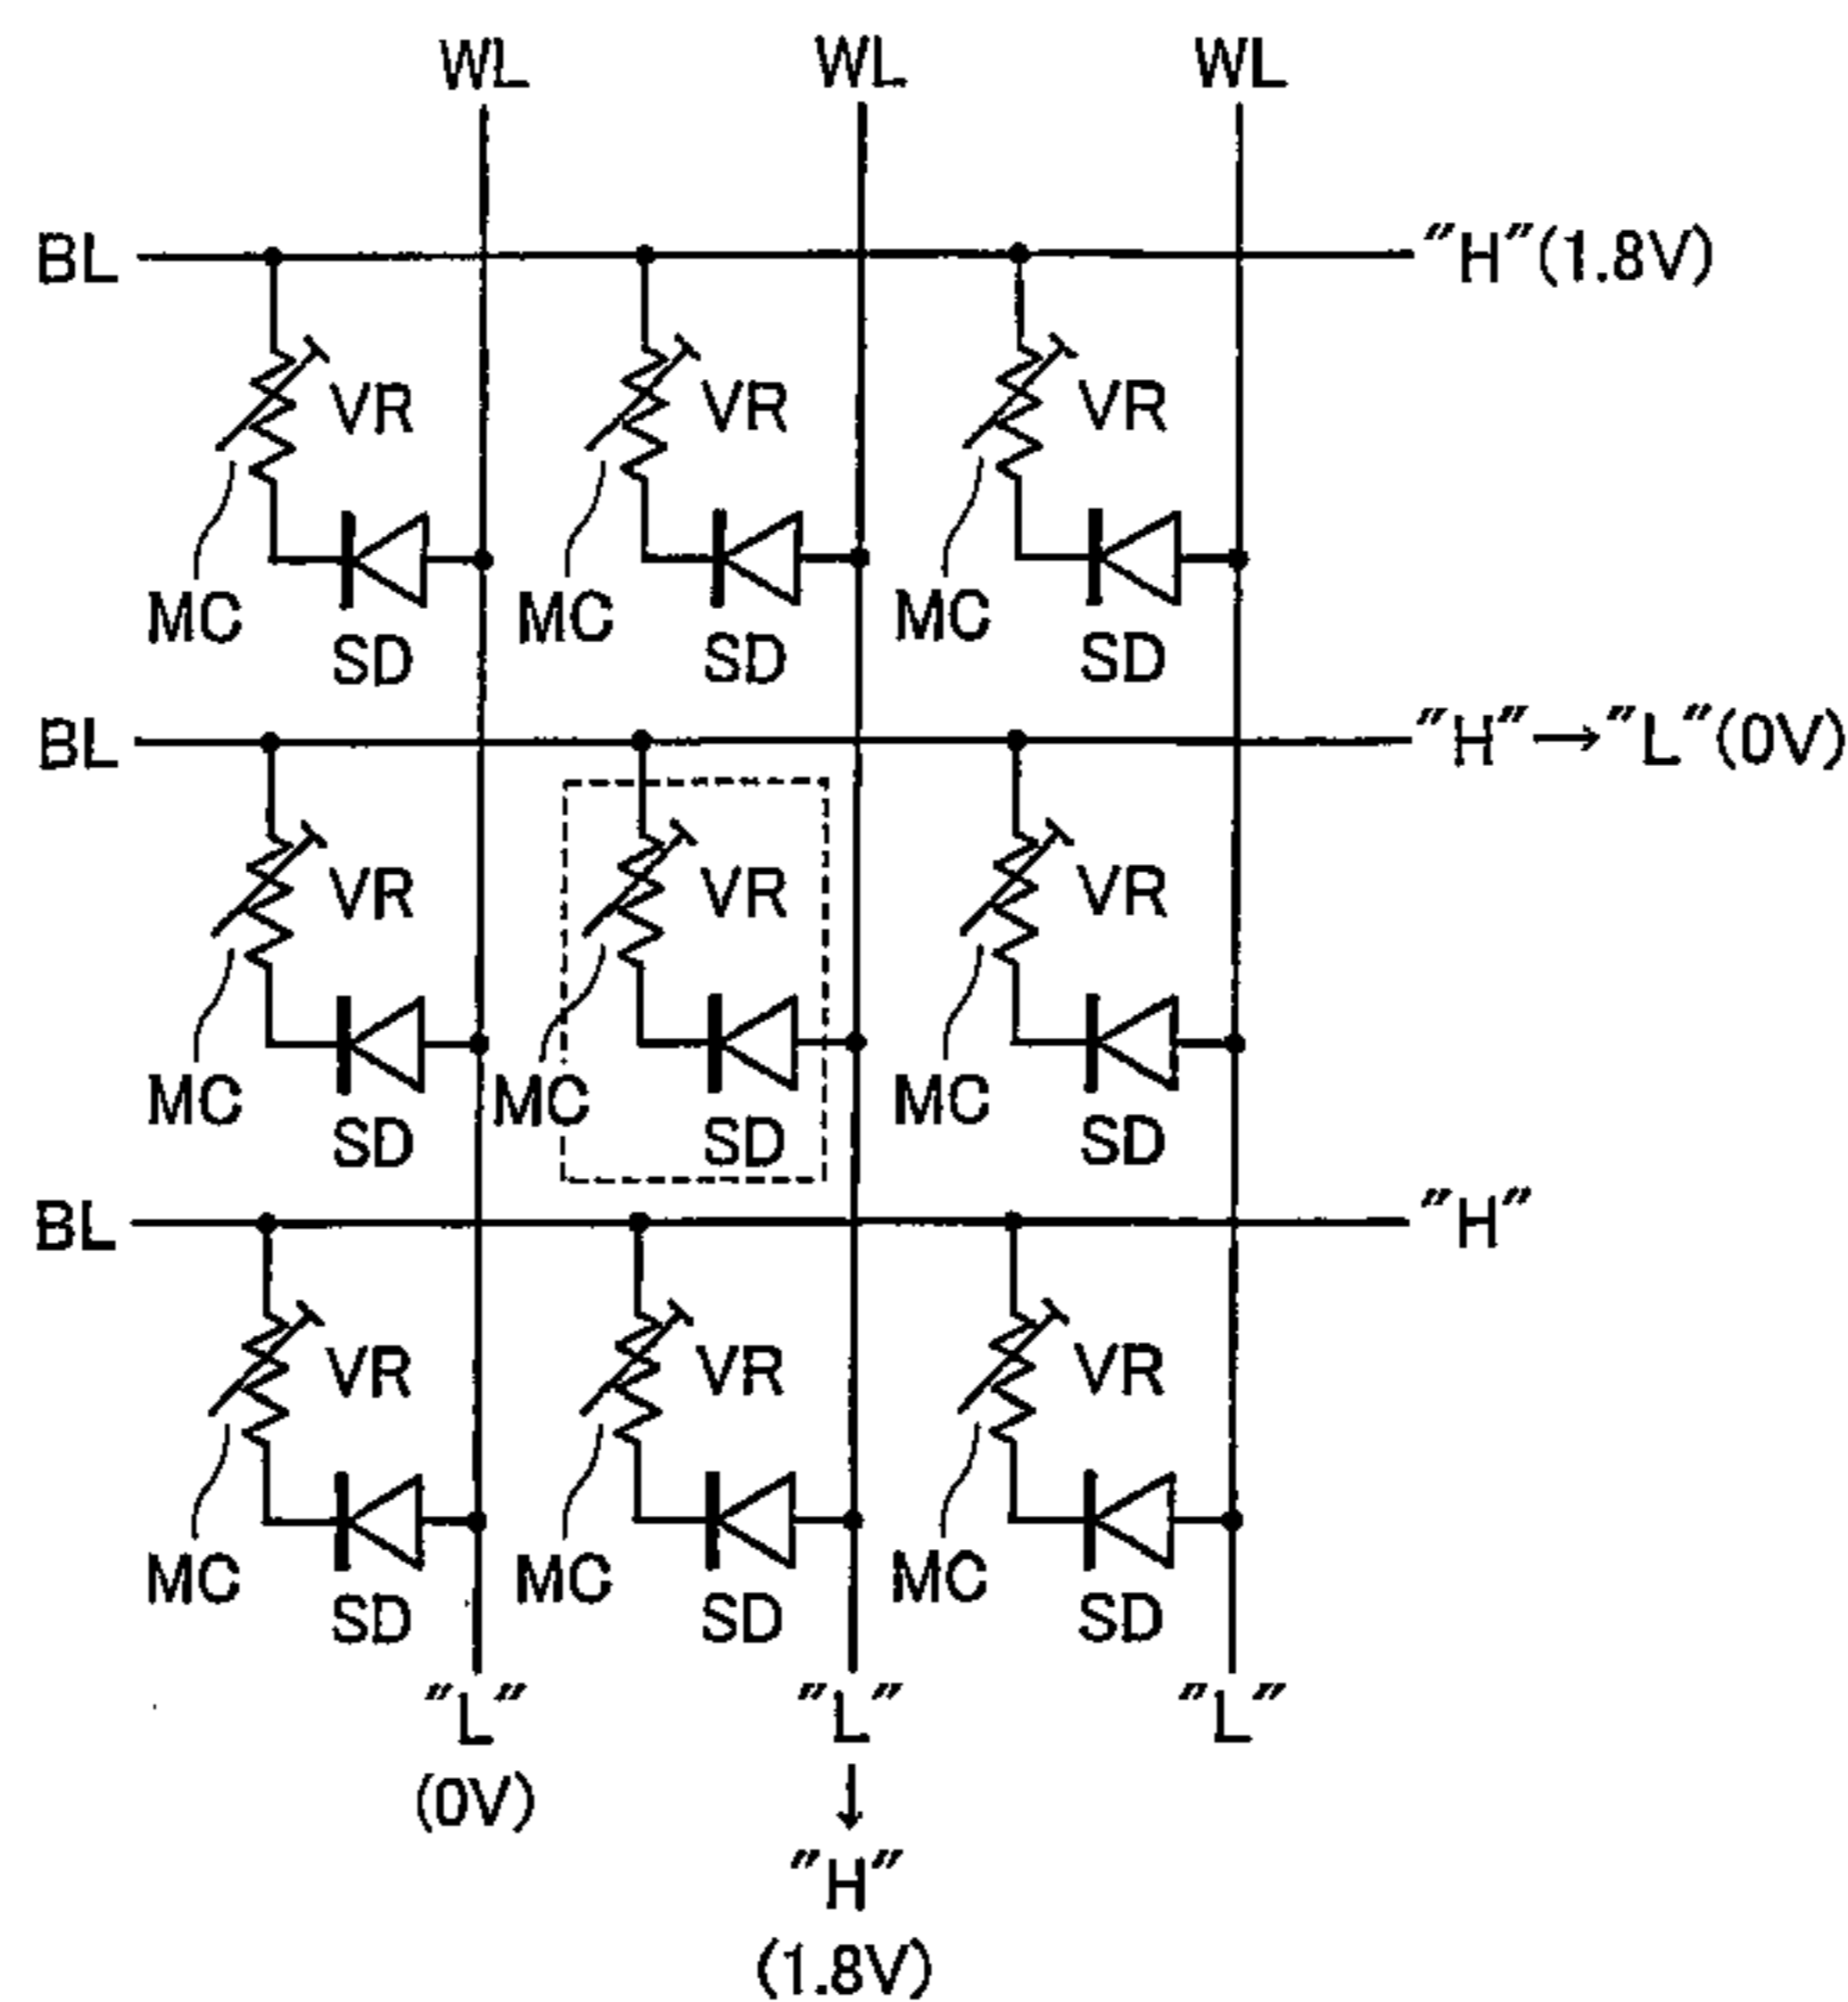 WL WL WL
BL "H"(1.8V)
VR VR VR
MC MC MC
SD SD SD
BL "H"→"L"(0V)
VR VR VR
MC MC MC
SD SD SD
BL "H"
VR VR VR
MC MC MC
SD SD SD
"L" "L" "L"
(0V) ↓
"H"
(1.8V)